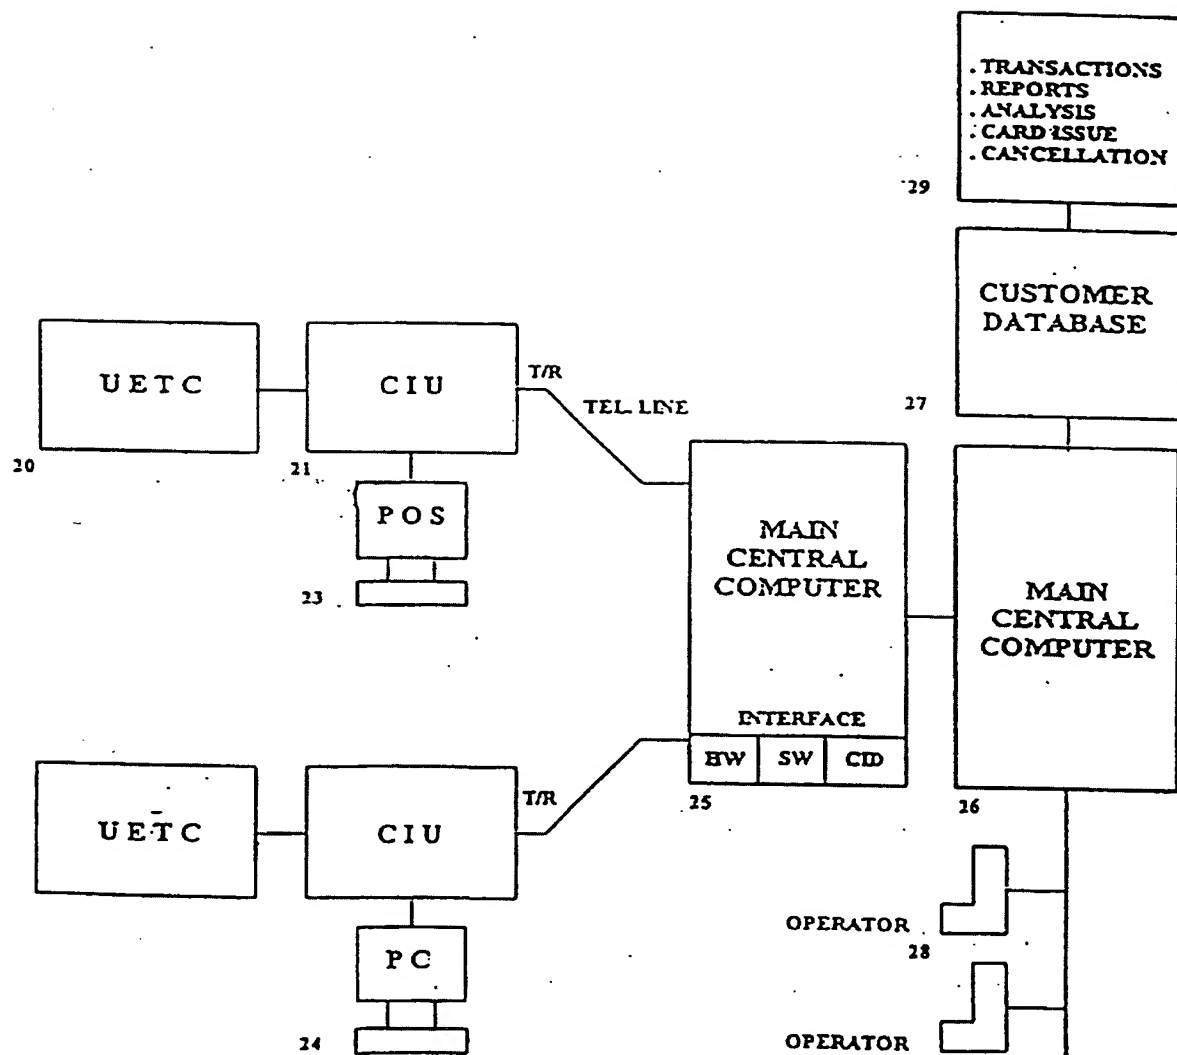 . TRANSACTIONS
. REPORTS
. ANALYSIS
. CARD ISSUE
. CANCELLATION
29
CUSTOMER
DATABASE
27
UETC
20
CIU
21
T/R
TEL. LINE
POS
23
MAIN
CENTRAL
COMPUTER
INTERFACE
HW SW CID
25
MAIN
CENTRAL
COMPUTER
26
UETC
CIU
T/R
PC
24
OPERATOR
28
OPERATOR